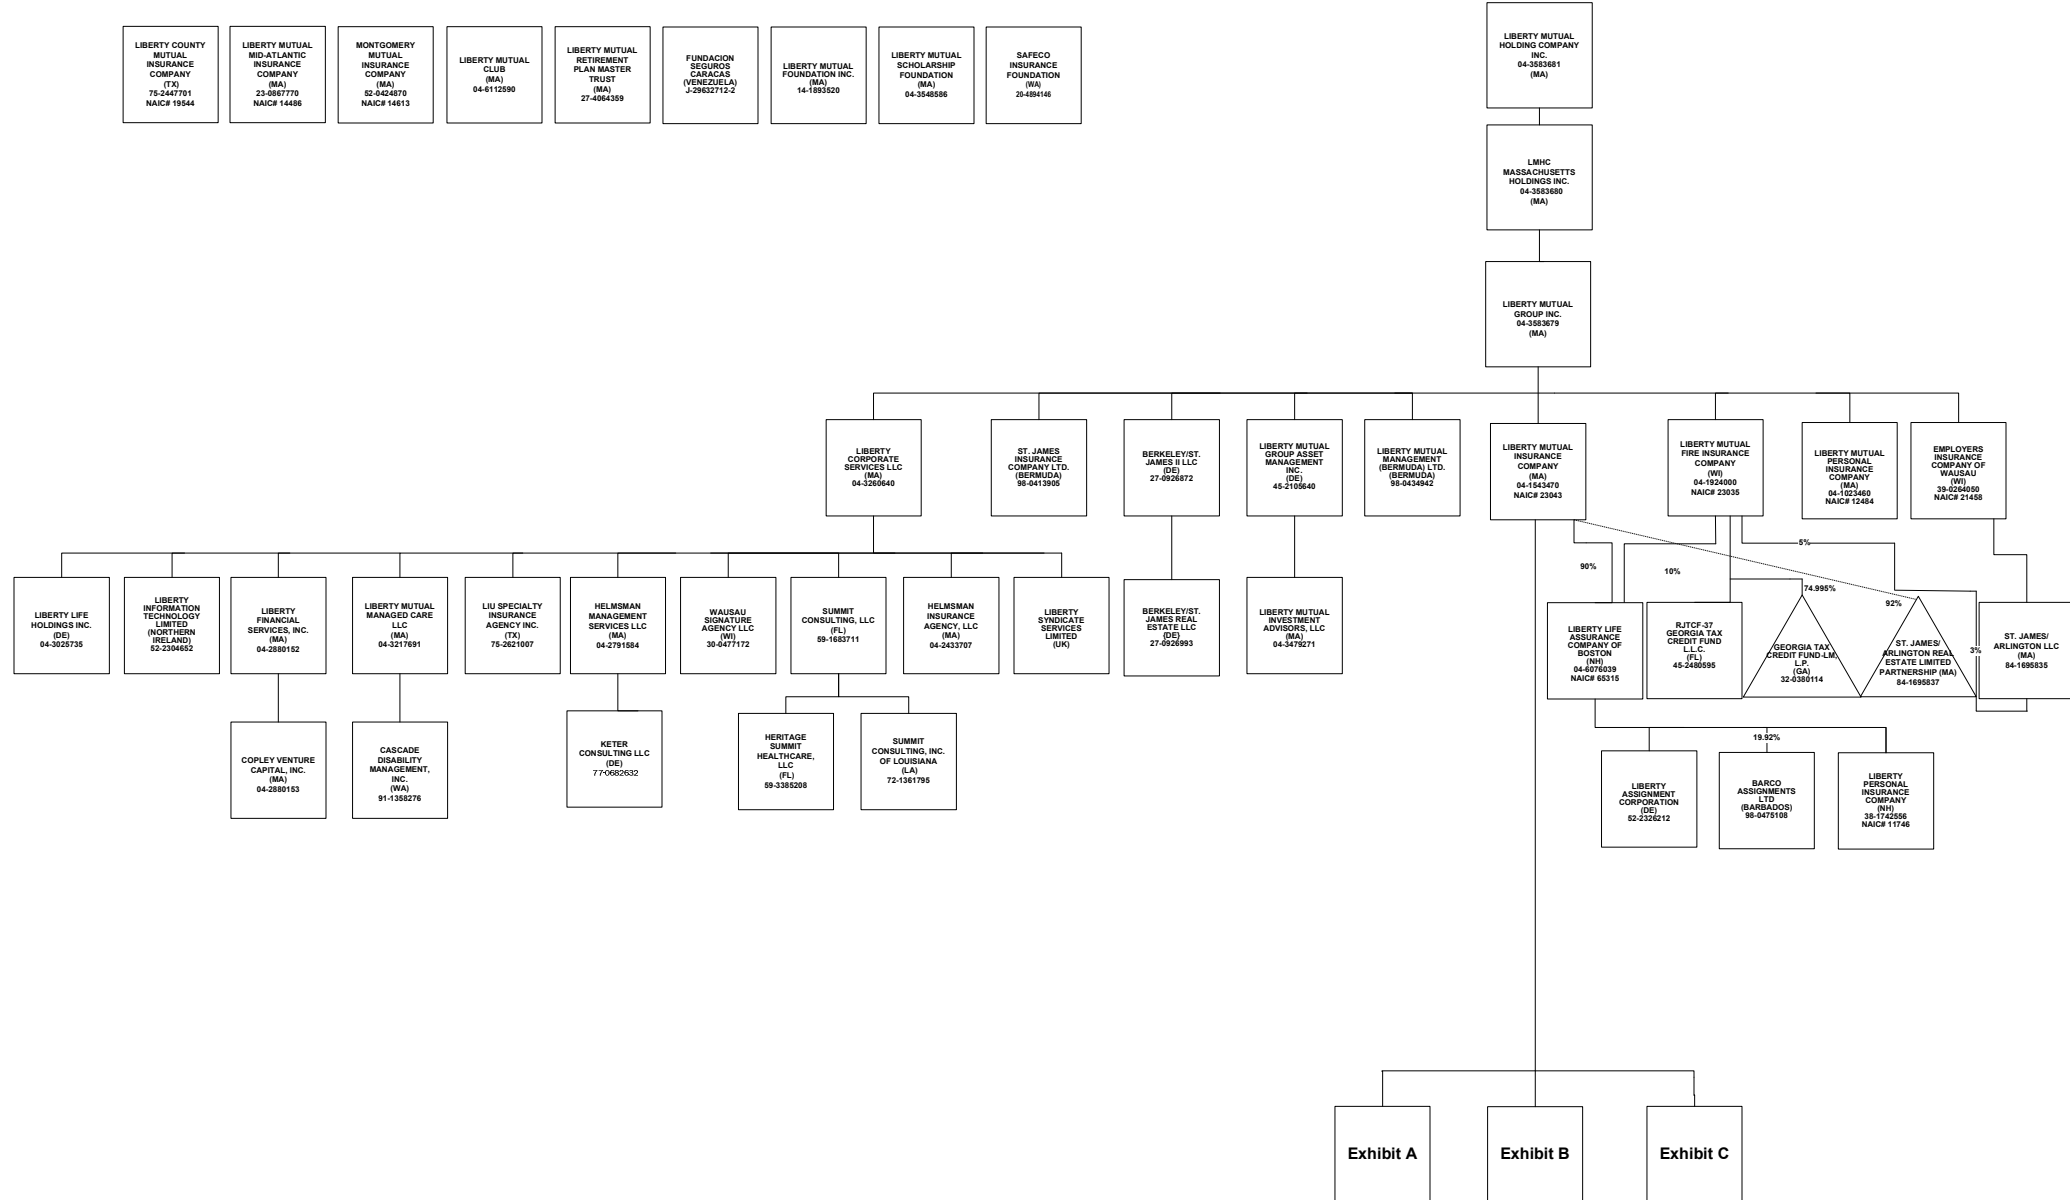 LIBERTY COUNTY
MUTUAL
INSURANCE
COMPANY
(TX)
75-2447701
NAIC# 19544
LIBERTY MUTUAL
MID-ATLANTIC
INSURANCE
COMPANY
(MA)
23-0867770
NAIC# 14486
MONTGOMERY
MUTUAL
INSURANCE
COMPANY
(MA)
52-0424870
NAIC# 14613
LIBERTY MUTUAL
CLUB
(MA)
04-6112590
LIBERTY MUTUAL
RETIREMENT
PLAN MASTER
TRUST
(MA)
27-4064359
FUNDACION
SEGUROS
CARACAS
(VENEZUELA)
J-29632712-2
LIBERTY MUTUAL
FOUNDATION INC.
(MA)
14-1893520
LIBERTY MUTUAL
SCHOLARSHIP
FOUNDATION
(MA)
04-3548586
SAFECO
INSURANCE
FOUNDATION
(WA)
20-4894146
LIBERTY MUTUAL
HOLDING COMPANY
INC.
04-3583681
(MA)
LMHC
MASSACHUSETTS
HOLDINGS INC.
04-3583680
(MA)
LIBERTY MUTUAL
GROUP INC.
04-3583679
(MA)
LIBERTY
CORPORATE
SERVICES LLC
(MA)
04-3260640
ST. JAMES
INSURANCE
COMPANY LTD.
(BERMUDA)
98-0413905
BERKELEY/ST.
JAMES II LLC
(DE)
27-0926872
LIBERTY MUTUAL
GROUP ASSET
MANAGEMENT
INC.
(DE)
45-2105640
LIBERTY MUTUAL
MANAGEMENT
(BERMUDA) LTD.
98-0434942
LIBERTY MUTUAL
INSURANCE
COMPANY
(MA)
04-1543470
NAIC# 23043
LIBERTY MUTUAL
FIRE INSURANCE
COMPANY
(WI)
04-1924000
NAIC# 23035
LIBERTY MUTUAL
PERSONAL
INSURANCE
COMPANY
(MA)
04-1023460
NAIC# 12484
EMPLOYERS
INSURANCE
COMPANY OF
WAUSAU
(WI)
39-0264050
NAIC# 21458
90%
10%
5%
74.995%
92%
3%
LIBERTY LIFE
HOLDINGS INC.
(DE)
04-3025735
LIBERTY
INFORMATION
TECHNOLOGY
LIMITED
(NORTHERN
IRELAND)
52-2304652
LIBERTY
FINANCIAL
SERVICES, INC.
(MA)
04-2880152
LIBERTY MUTUAL
MANAGED CARE
LLC
(MA)
04-3217691
LIU SPECIALTY
INSURANCE
AGENCY INC.
(TX)
75-2621007
HELMSMAN
MANAGEMENT
SERVICES LLC
(MA)
04-2791584
WAUSAU
SIGNATURE
AGENCY LLC
(WI)
30-0477172
SUMMIT
CONSULTING, LLC
(FL)
59-1683711
HELMSMAN
INSURANCE
AGENCY, LLC
(MA)
04-2433707
LIBERTY
SYNDICATE
SERVICES
LIMITED
(UK)
BERKELEY/ST.
JAMES REAL
ESTATE LLC
(DE)
27-0926993
LIBERTY MUTUAL
INVESTMENT
ADVISORS, LLC
(MA)
04-3479271
LIBERTY LIFE
ASSURANCE
COMPANY OF
BOSTON
(NH)
04-6076039
NAIC# 65315
RJTCF-37
GEORGIA TAX
CREDIT FUND
L.L.C.
(FL)
45-2480595
GEORGIA TAX
CREDIT FUND-LM,
L.P.
(GA)
32-0380114
ST. JAMES/
ARLINGTON REAL
ESTATE LIMITED
PARTNERSHIP (MA)
84-1695837
ST. JAMES/
ARLINGTON LLC
(MA)
84-1695835
COPLEY VENTURE
CAPITAL, INC.
(MA)
04-2880153
CASCADE
DISABILITY
MANAGEMENT,
INC.
(WA)
91-1358276
KETER
CONSULTING LLC
(DE)
77-0682632
HERITAGE
SUMMIT
HEALTHCARE,
LLC
(FL)
59-3385208
SUMMIT
CONSULTING, INC.
OF LOUISIANA
(LA)
72-1361795
19.92%
LIBERTY
ASSIGNMENT
CORPORATION
(DE)
52-2326212
BARCO
ASSIGNMENTS
LTD
(BARBADOS)
98-0475108
LIBERTY
PERSONAL
INSURANCE
COMPANY
(NH)
38-1742556
NAIC# 11746
Exhibit A
Exhibit B
Exhibit C